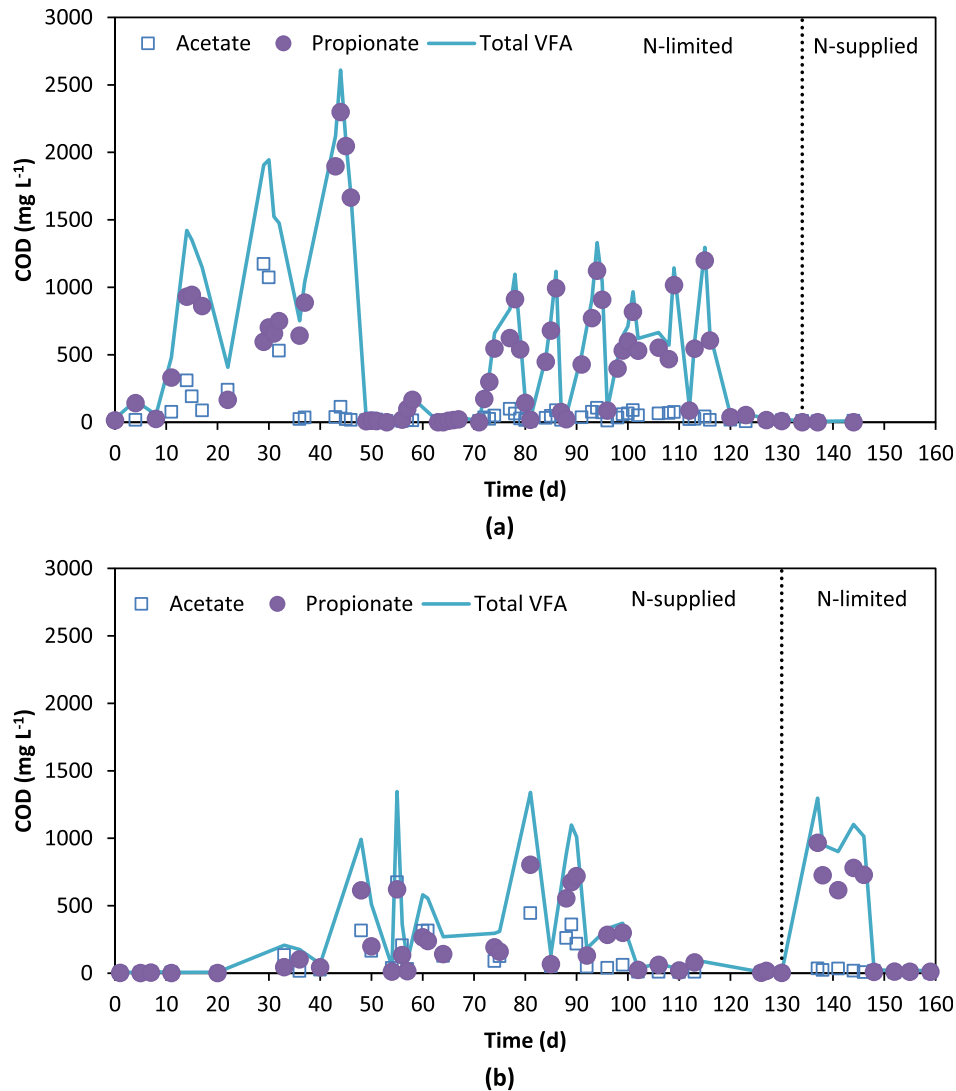 3000
2500
2000
1500
1000
500
0
COD (mg L⁻¹)
Acetate Propionate Total VFA
N-limited N-supplied
0 10 20 30 40 50 60 70 80 90 100 110 120 130 140 150 160
Time (d)
(a)
3000
2500
2000
1500
1000
500
0
COD (mg L⁻¹)
Acetate Propionate Total VFA
N-supplied N-limited
0 10 20 30 40 50 60 70 80 90 100 110 120 130 140 150 160
Time (d)
(b)